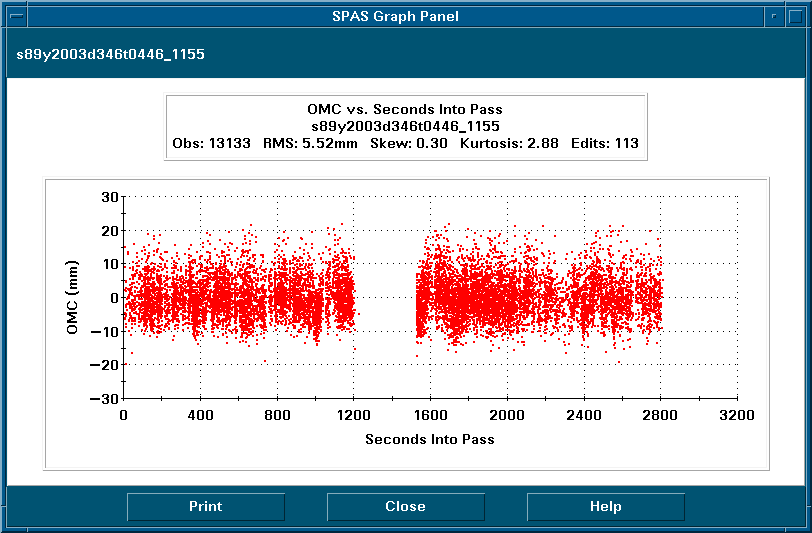 SPAS Graph Panel
s89y2003d346t0446_1155
OMC vs. Seconds Into Pass
s89y2003d346t0446_1155
Obs: 13133 RMS: 5.52mm Skew: 0.30 Kurtosis: 2.88 Edits: 113
30
20
10
0
−10
−20
−30
OMC (mm)
0 400 800 1200 1600 2000 2400 2800 3200
Seconds Into Pass
Print Close Help